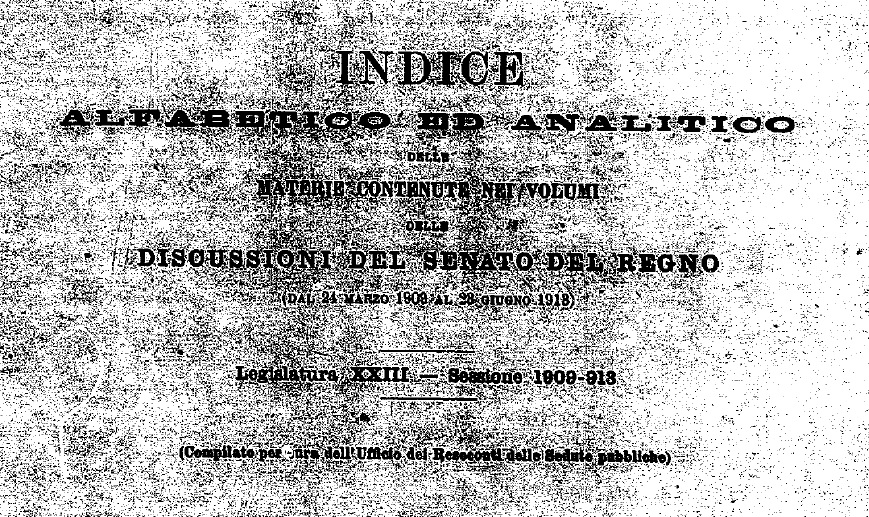 INDICE
ALFABETICO ED ANALITICO
DELLE
MATERIE CONTENUTE NEI VOLUMI
DELLE
DISCUSSIONI DEL SENATO DEL REGNO
(DAL 24 MARZO 1909 AL 28 GIUGNO 1913)
Legislatura XXIII — Sessione 1909-913
(Compilato per cura dell'Ufficio dei Resoconti delle Sedute pubbliche)